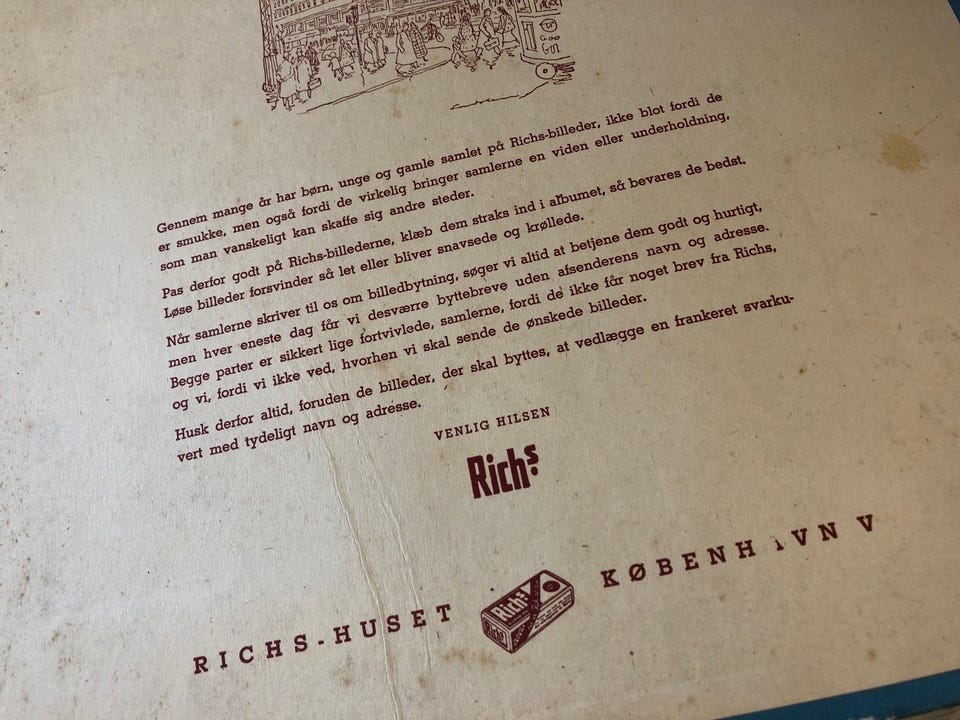 Gennem mange år har børn, unge og gamle samlet på Richs-billeder, ikke blot fordi de
er smukke, men også fordi de virkelig bringer samlerne en viden eller underholdning,
som man vanskeligt kan skaffe sig andre steder.
Pas derfor godt på Richs-billederne, klæb dem straks ind i albumet, så bevares de bedst.
Løse billeder forsvinder så let eller bliver snavsede og krøllede.
Når samlerne skriver til os om billedbytning, søger vi altid at betjene dem godt og hurtigt,
men hver eneste dag får vi desværre byttebreve uden afsenderens navn og adresse.
Begge parter er sikkert lige fortvivlede, samlerne, fordi de ikke får noget brev fra Richs,
og vi, fordi vi ikke ved, hvorhen vi skal sende de ønskede billeder.
Husk derfor altid, foruden de billeder, der skal byttes, at vedlægge en frankeret svarku-
vert med tydeligt navn og adresse.
VENLIG HILSEN
Richs
RICHS-HUSET
Richs
KØBENHAVN V